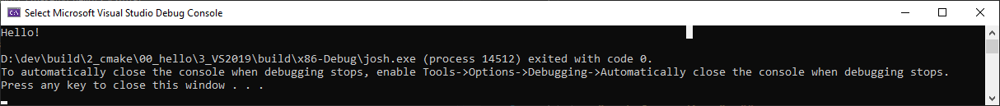 Select Microsoft Visual Studio Debug Console
Hello!
D:\dev\build\2_cmake\00_hello\3_VS2019\build\x86-Debug\josh.exe (process 14512) exited with code 0.
To automatically close the console when debugging stops, enable Tools->Options->Debugging->Automatically close the console when debugging stops.
Press any key to close this window . . .